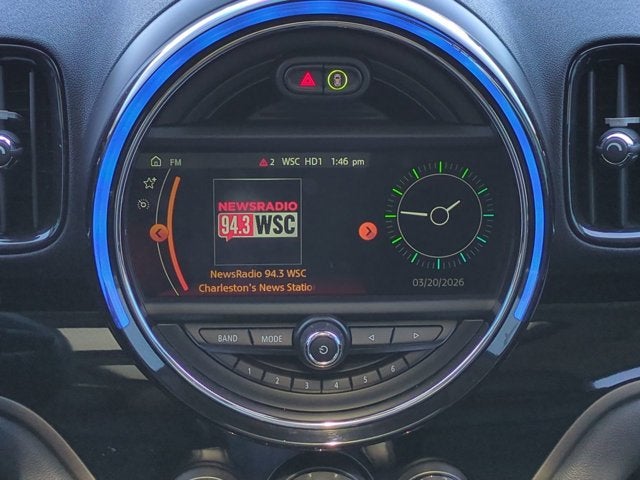 FM
2 WSC HD1 1:46 pm
NEWSRADIO
94.3 WSC
NewsRadio 94.3 WSC
Charleston's News Statio
03/20/2026
BAND MODE
1 2 3 4 5 6